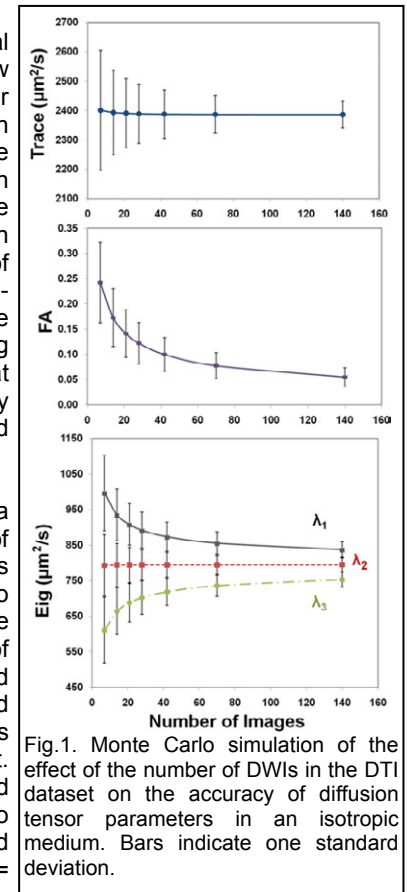 al
w
r
n
e
n
e
n
of
-
e
g
at
y
d
a
of
s
o
e
of
d
d
s
t.
d
o
d
=
Trace (µm²/s)
2700
2600
2500
2400
2300
2200
2100
0 20 40 60 80 100 120 140 160
FA
0.35
0.30
0.25
0.20
0.15
0.10
0.05
0.00
0 20 40 60 80 100 120 140 160
Eig (µm²/s)
1150
1050
950
850
750
650
550
450
λ₁
λ₂
λ₃
0 20 40 60 80 100 120 140 160
Number of Images
Fig.1. Monte Carlo simulation of the
effect of the number of DWIs in the DTI
dataset on the accuracy of diffusion
tensor parameters in an isotropic
medium. Bars indicate one standard
deviation.